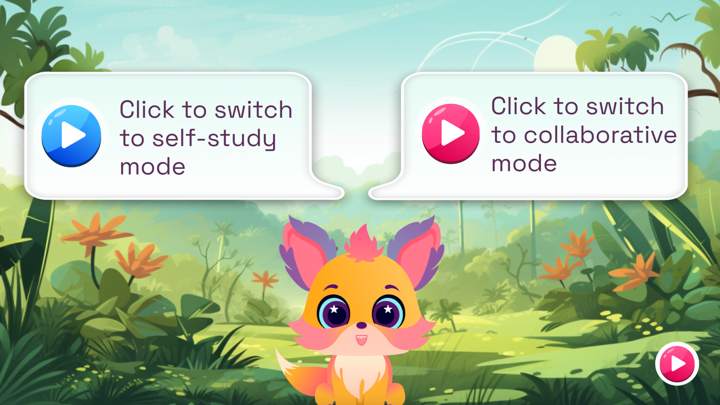 Click to switch
to self-study
mode
Click to switch
to collaborative
mode